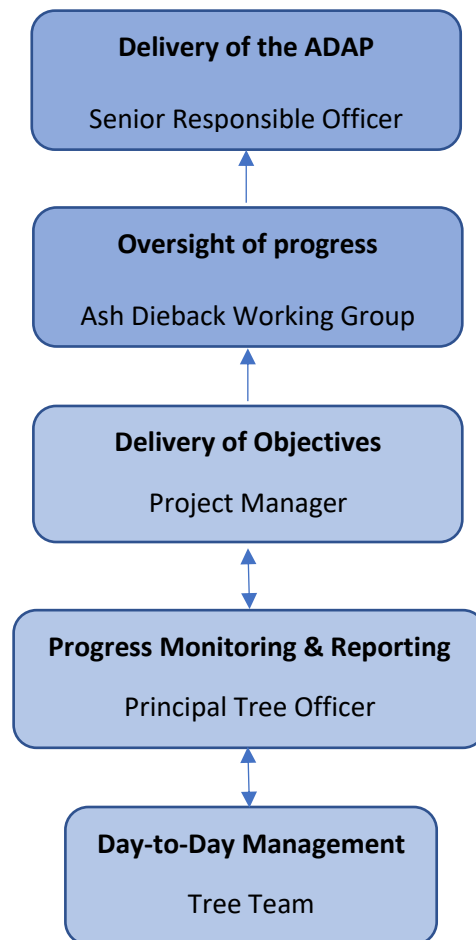 Delivery of the ADAP
Senior Responsible Officer
Oversight of progress
Ash Dieback Working Group
Delivery of Objectives
Project Manager
Progress Monitoring & Reporting
Principal Tree Officer
Day-to-Day Management
Tree Team